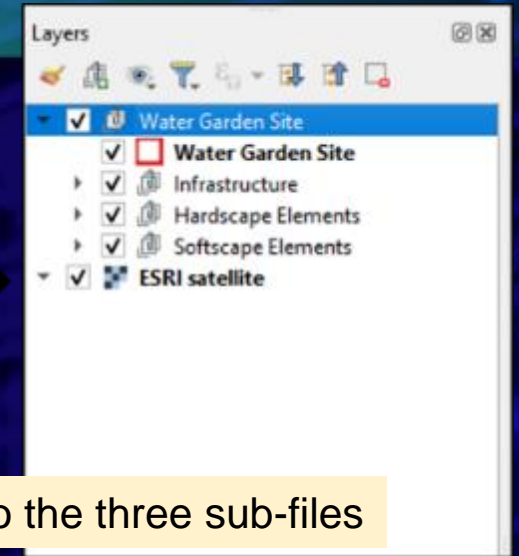 Layers
Water Garden Site
Water Garden Site
Infrastructure
Hardscape Elements
Softscape Elements
ESRI satellite
the three sub-files